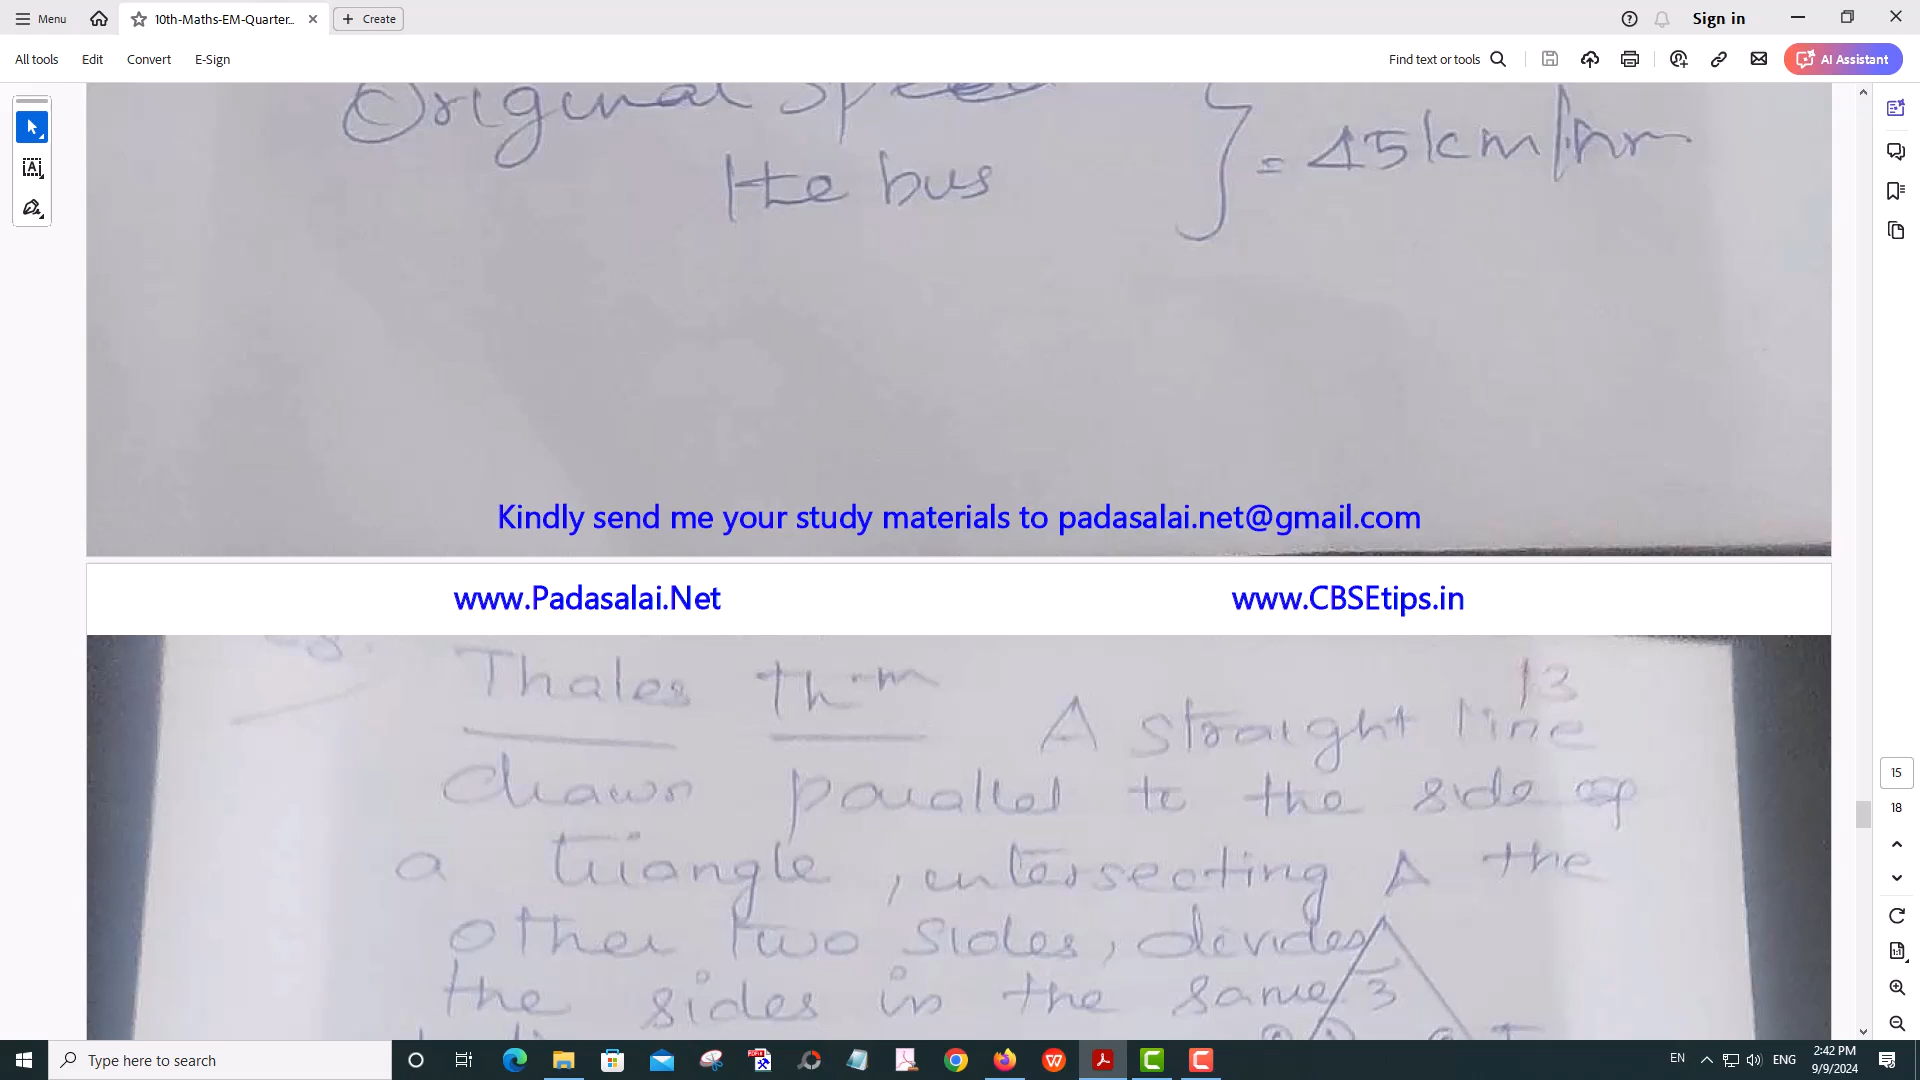 Menu
10th-Maths-EM-Quarter...
Create
Sign in
All tools
Edit
Convert
E-Sign
Find text or tools
AI Assistant
Original Speed
the bus
= 45 km/hr
Kindly send me your study materials to padasalai.net@gmail.com
www.Padasalai.Net
www.CBSEtips.in
13
Thales thm A straight line
drawn parallel to the side of
a triangle, intersecting the
other two sides, divides
the sides in the same
3
15
18
Type here to search
EN
ENG
2:42 PM
9/9/2024